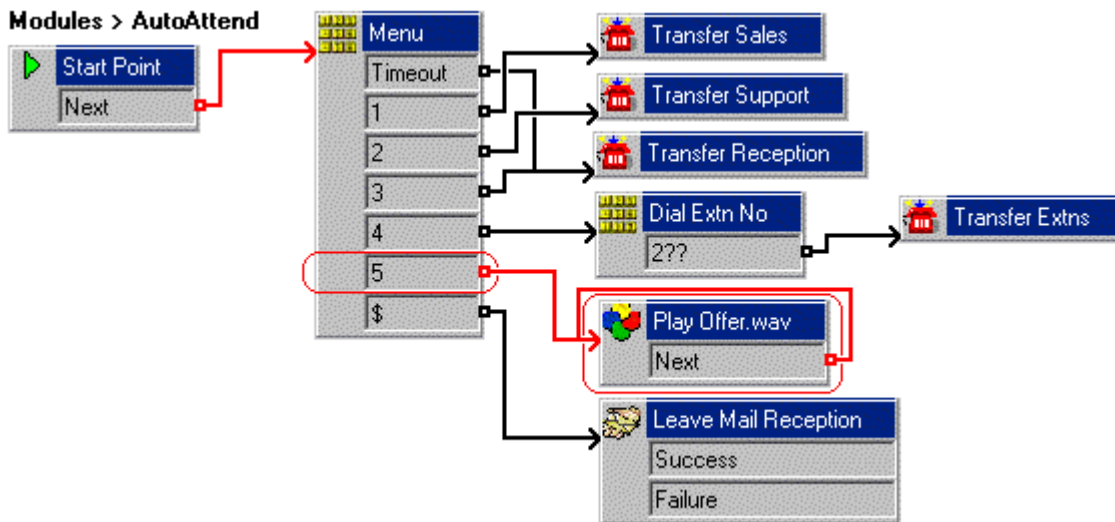 Modules > AutoAttend
Start Point
Next
Menu
Timeout
1
2
3
4
5
$
Transfer Sales
Transfer Support
Transfer Reception
Dial Extn No
2??
Transfer Extns
Play Offer.wav
Next
Leave Mail Reception
Success
Failure